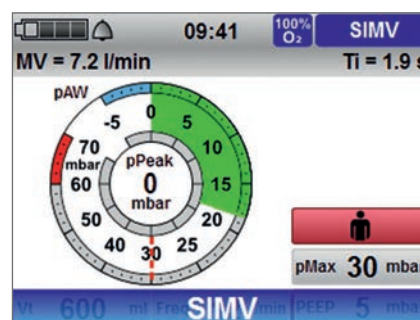 09:41 100% O₂ SIMV
MV = 7.2 l/min Ti = 1.9 s
pAW
-5 0 5
70 10
mbar pPeak
60 0 15
mbar
50 20
40 30 25
pMax 30 mbar
Vt 600 ml Freq SIMV /min PEEP 5 mbar